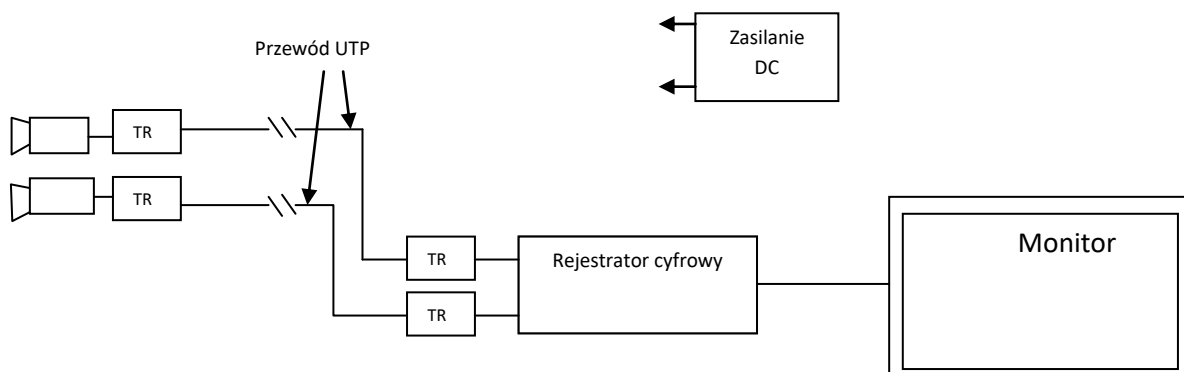 Zasilanie
DC
Przewód UTP
TR
TR
TR
Rejestrator cyfrowy
Monitor
TR